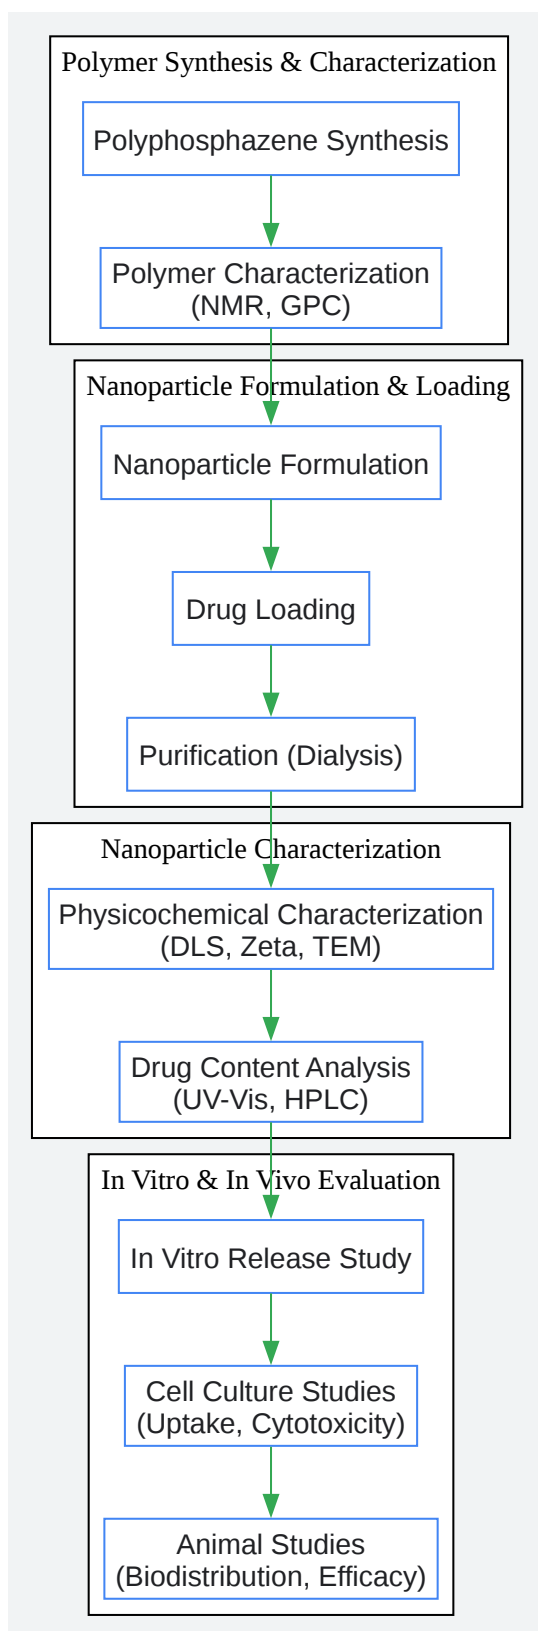 Polymer Synthesis & Characterization
Polyphosphazene Synthesis
Polymer Characterization
(NMR, GPC)
Nanoparticle Formulation & Loading
Nanoparticle Formulation
Drug Loading
Purification (Dialysis)
Nanoparticle Characterization
Physicochemical Characterization
(DLS, Zeta, TEM)
Drug Content Analysis
(UV-Vis, HPLC)
In Vitro & In Vivo Evaluation
In Vitro Release Study
Cell Culture Studies
(Uptake, Cytotoxicity)
Animal Studies
(Biodistribution, Efficacy)